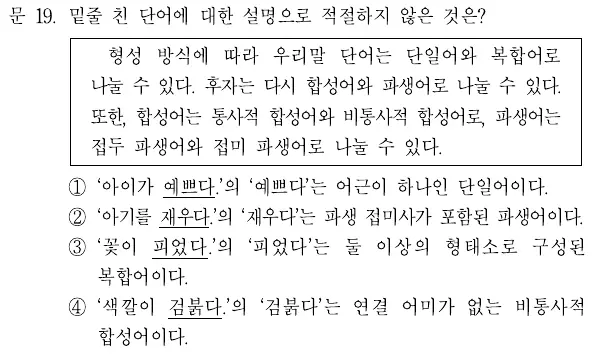 문 19. 밑줄 친 단어에 대한 설명으로 적절하지 않은 것은?
형성 방식에 따라 우리말 단어는 단일어와 복합어로
나눌 수 있다. 후자는 다시 합성어와 파생어로 나눌 수 있다.
또한, 합성어는 통사적 합성어와 비통사적 합성어로, 파생어는
접두 파생어와 접미 파생어로 나눌 수 있다.
① ‘아이가 예쁘다.’의 ‘예쁘다’는 어근이 하나인 단일어이다.
② ‘아기를 재우다.’의 ‘재우다’는 파생 접미사가 포함된 파생어이다.
③ ‘꽃이 피었다.’의 ‘피었다’는 둘 이상의 형태소로 구성된
복합어이다.
④ ‘색깔이 검붉다.’의 ‘검붉다’는 연결 어미가 없는 비통사적
합성어이다.